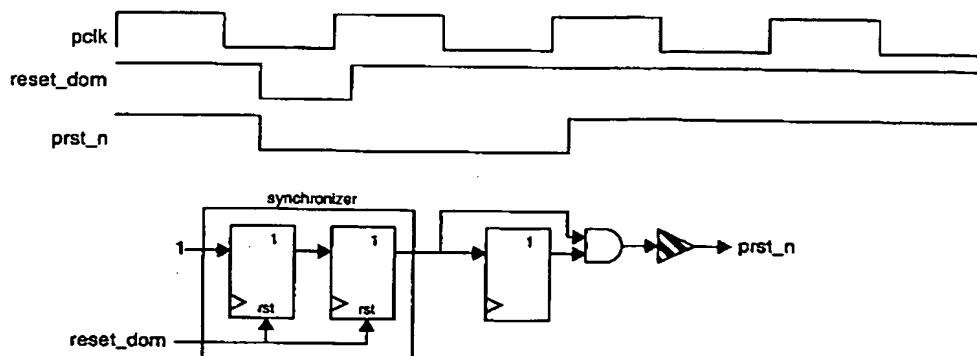 pclk
reset_dom
prst_n
synchronizer
1
1
1
1
prst_n
rst
rst
reset_dom